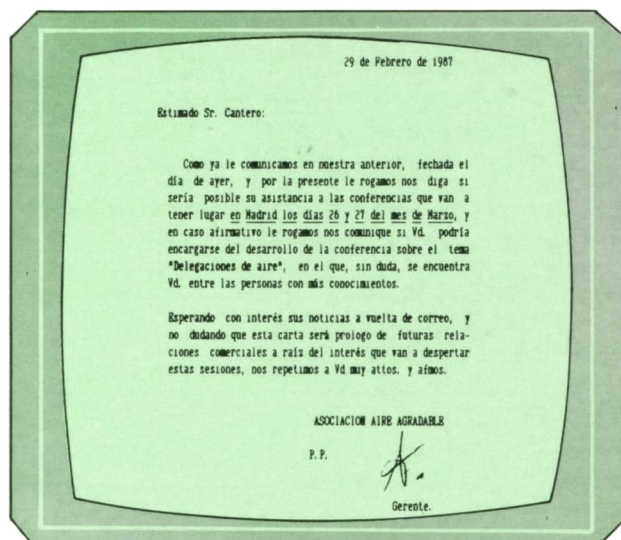 29 de Febrero de 1987
Estimado Sr. Cantero:
Como ya le comunicamos en nuestra anterior, fechada el
día de ayer, y por la presente le rogamos nos diga si
sería posible su asistancia a las conferencias que van a
tener lugar en Madrid los días 26 y 27 del mes de Marzo, y
en caso afirmativo le rogamos nos comunique si Vd. podría
encargarse del desarrollo de la conferencia sobre el tema
"Delegaciones de aire", en el que, sin duda, se encuentra
Vd. entre las personas con más conocimientos.
Esperando con interés sus noticias a vuelta de correo, y
no dudando que esta carta será prologo de futuras rela-
ciones comerciales a raíz del interés que van a despertar
estas sesiones, nos repetimos a Vd muy attos. y afmos.
ASOCIACION AIRE AGRADABLE
P.P.
Gerente.